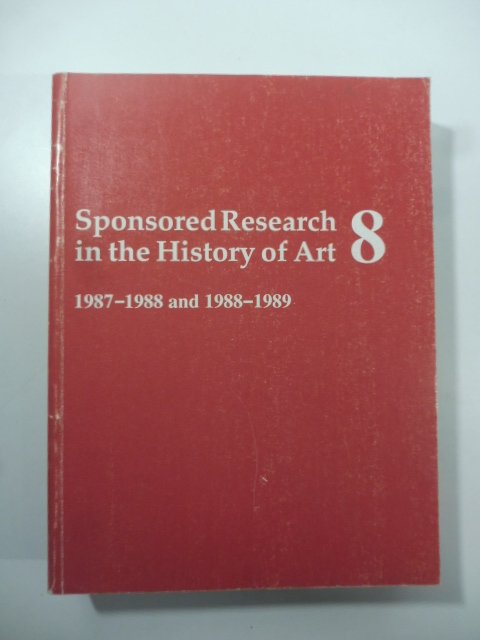 Sponsored Research
in the History of Art 8
1987–1988 and 1988–1989